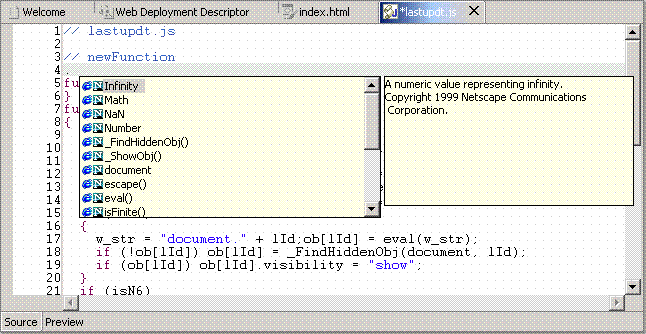 Welcome Web Deployment Descriptor index.html *lastupdt.js
1 // lastupdt.js
2
3 // newFunction
4 .
5 fu
6 }
7 fu
8 {
9
10
11
12
13
14
15
16 {
17 w_str = "document." + lId;ob[lId] = eval(w_str);
18 if (!ob[lId]) ob[lId] = _FindHiddenObj(document, lId);
19 if (ob[lId]) ob[lId].visibility = "show";
20 }
21 if (isN6)
Infinity
Math
NaN
Number
_FindHiddenObj()
_ShowObj()
document
escape()
eval()
isFinite()
A numeric value representing infinity.
Copyright 1999 Netscape Communications
Corporation.
Source Preview